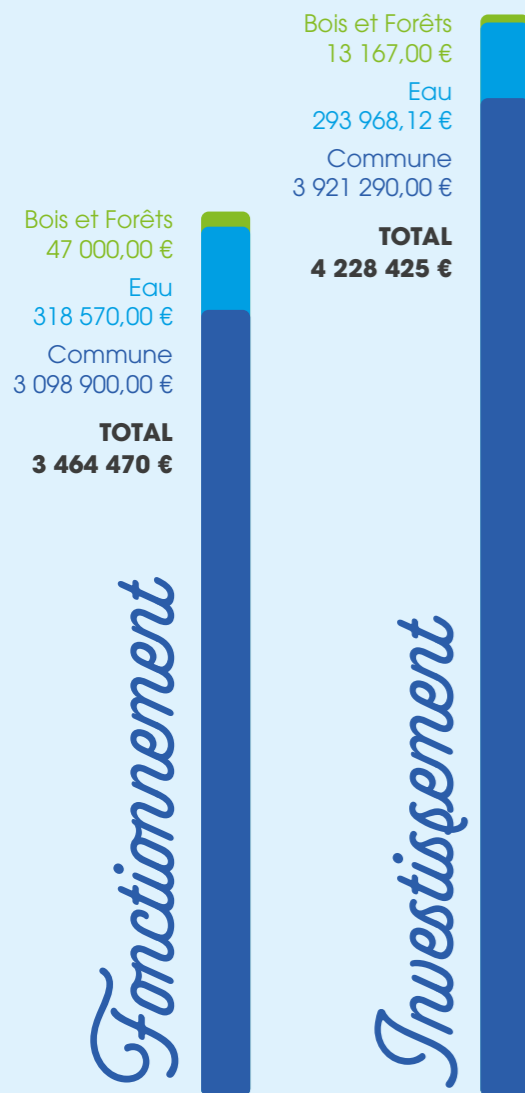 Bois et Forêts
47 000,00 €
Eau
318 570,00 €
Commune
3 098 900,00 €
TOTAL
3 464 470 €
Fonctionnement
Bois et Forêts
13 167,00 €
Eau
293 968,12 €
Commune
3 921 290,00 €
TOTAL
4 228 425 €
Investissement